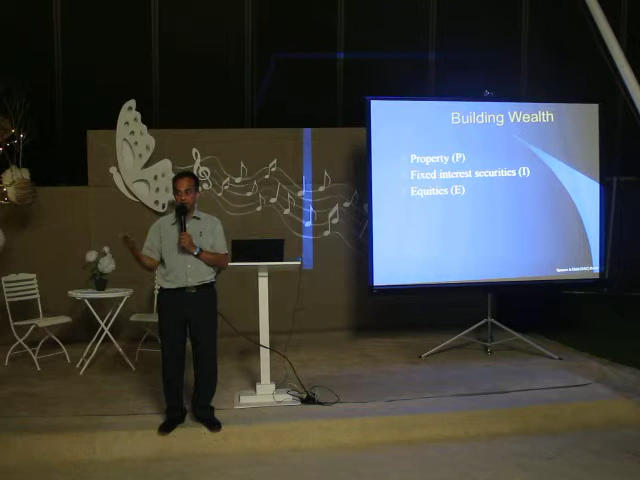 Building Wealth
Property (P)
Fixed interest securities (I)
Equities (E)